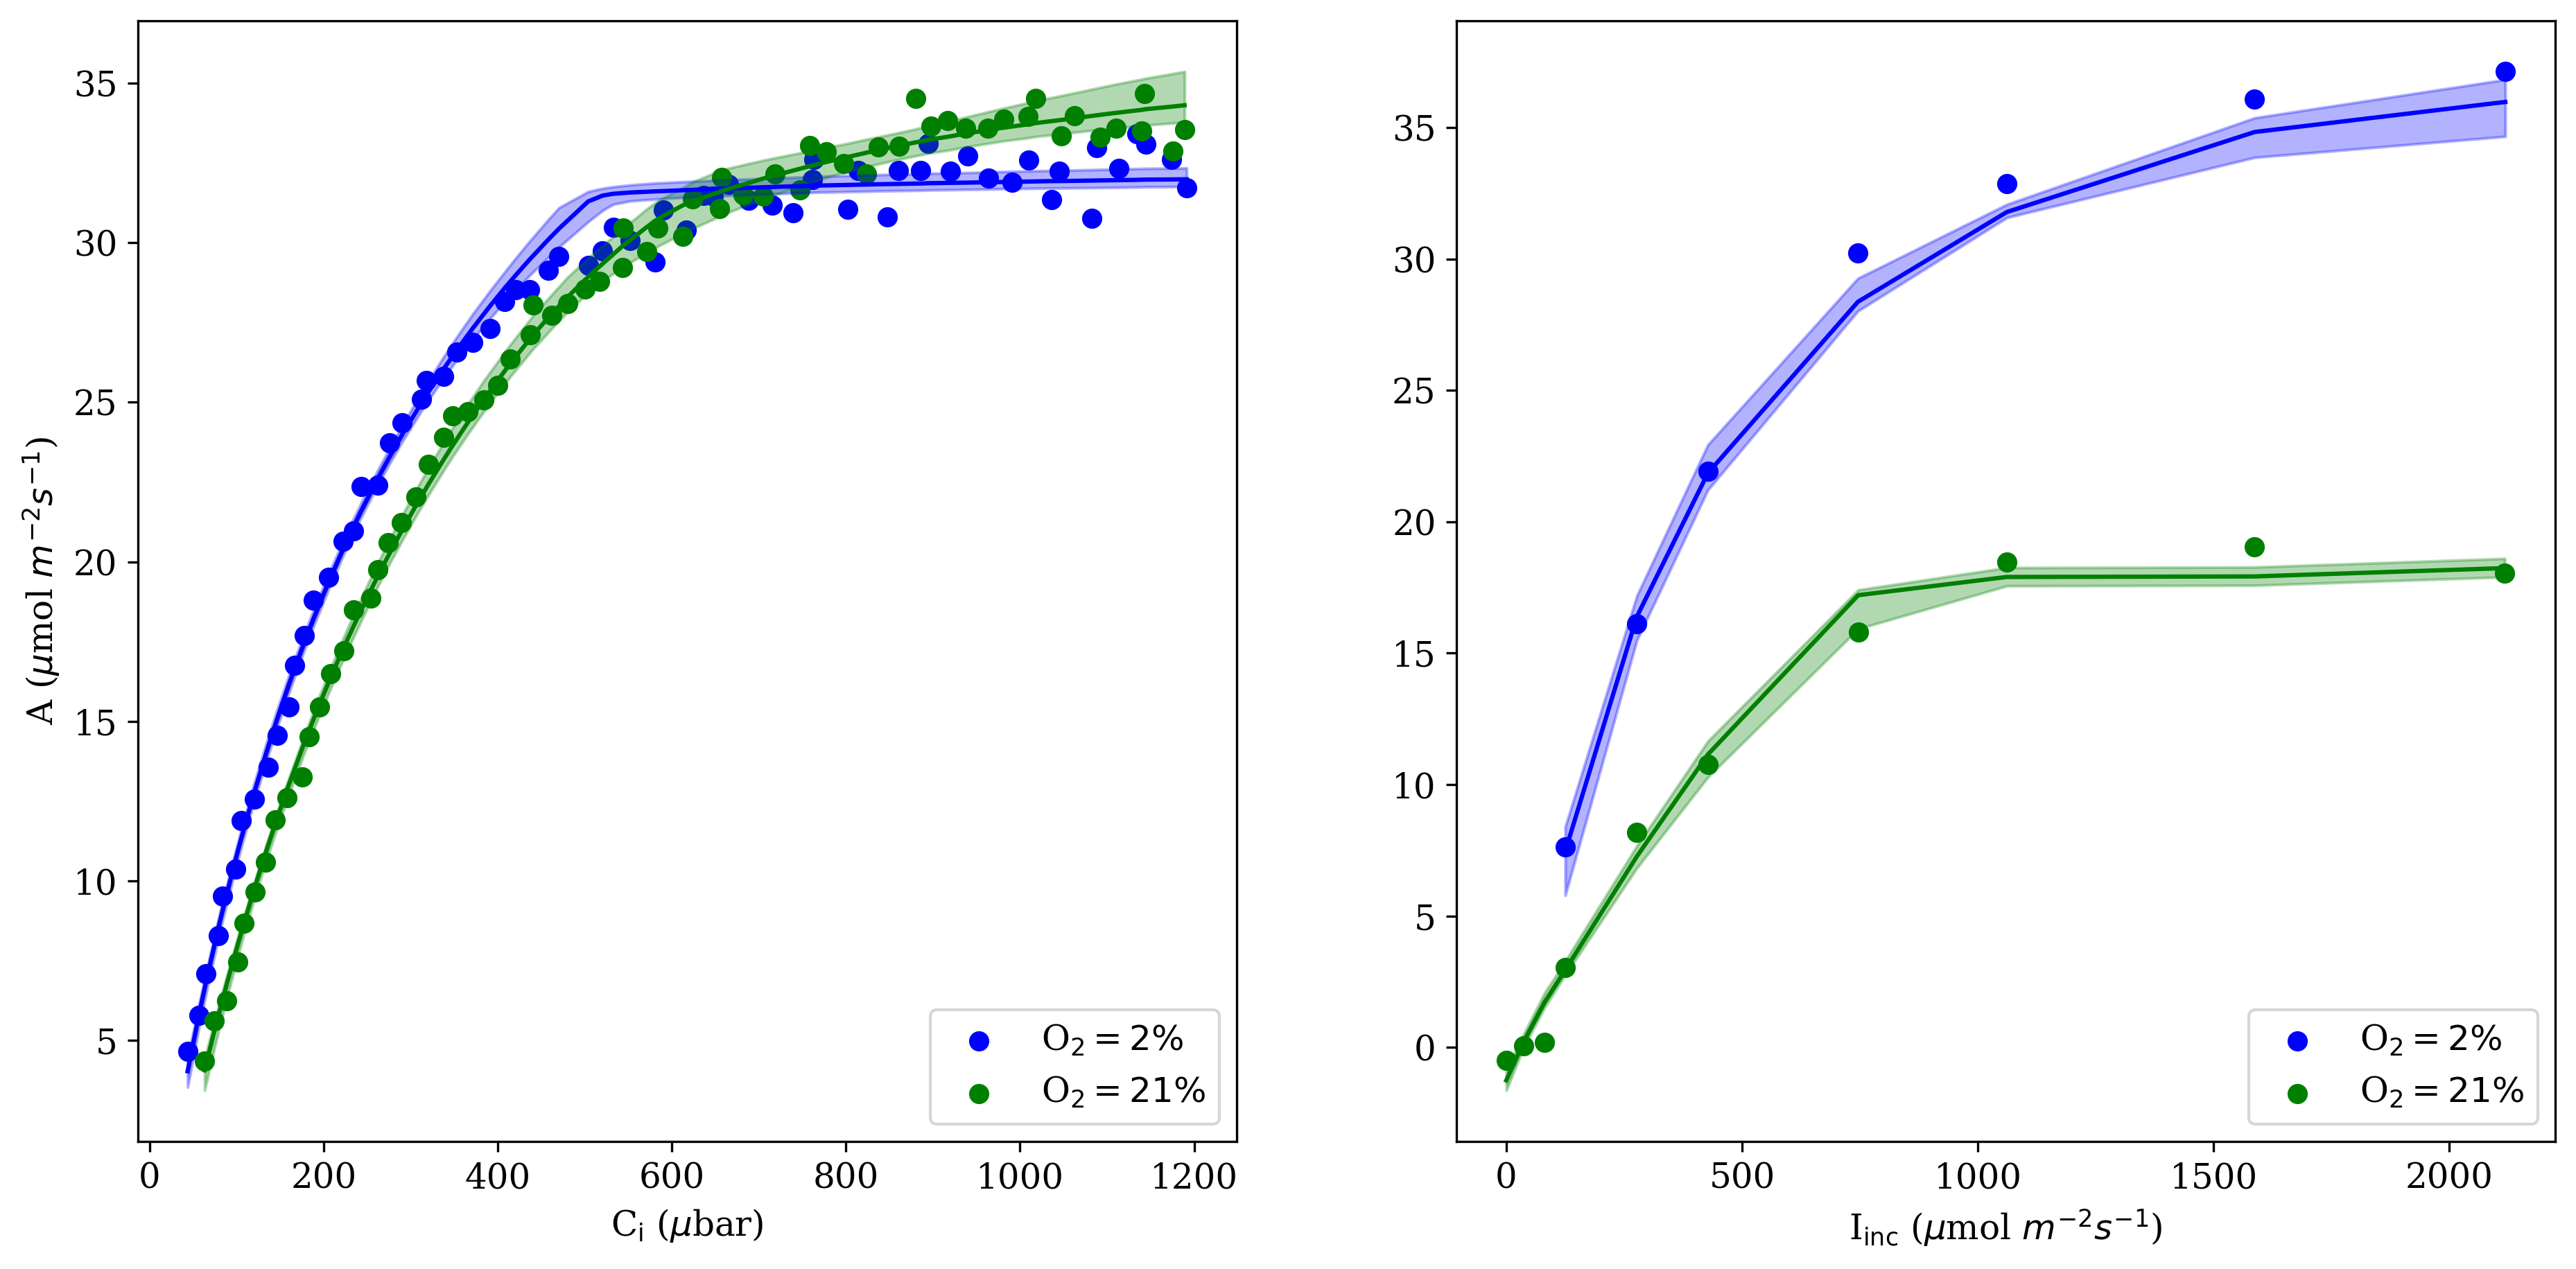 35
30
25
20
15
10
5
A (μmol m⁻²s⁻¹)
0 200 400 600 800 1000 1200
Cᵢ (μbar)
O₂ = 2%
O₂ = 21%
35
30
25
20
15
10
5
0
0 500 1000 1500 2000
I_inc (μmol m⁻²s⁻¹)
O₂ = 2%
O₂ = 21%